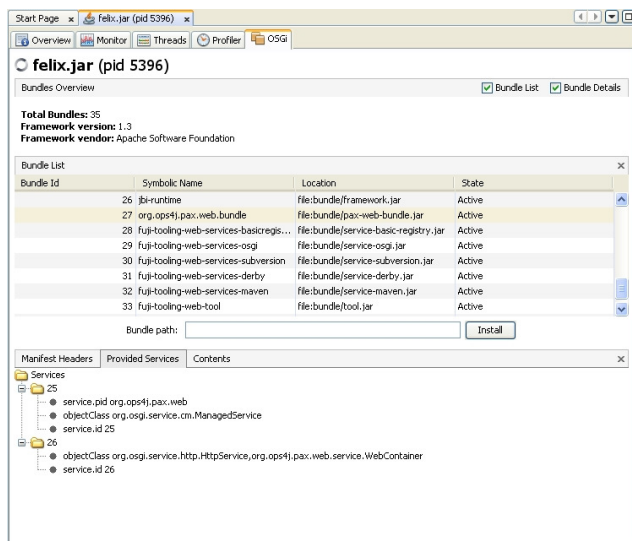 Start Page x felix.jar (pid 5396) x
Overview Monitor Threads Profiler OSGi
felix.jar (pid 5396)
Bundles Overview Bundle List Bundle Details
Total Bundles: 35
Framework version: 1.3
Framework vendor: Apache Software Foundation
Bundle List x
Bundle Id Symbolic Name Location State
26 jbi-runtime file:bundle/framework.jar Active
27 org.ops4j.pax.web.bundle file:bundle/pax-web-bundle.jar Active
28 fuji-tooling-web-services-basicregis... file:bundle/service-basic-registry.jar Active
29 fuji-tooling-web-services-osgi file:bundle/service-osgi.jar Active
30 fuji-tooling-web-services-subversion file:bundle/service-subversion.jar Active
31 fuji-tooling-web-services-derby file:bundle/service-derby.jar Active
32 fuji-tooling-web-services-maven file:bundle/service-maven.jar Active
33 fuji-tooling-web-tool file:bundle/tool.jar Active
Bundle path: Install
Manifest Headers Provided Services Contents x
Services
25
service.pid org.ops4j.pax.web
objectClass org.osgi.service.cm.ManagedService
service.id 25
26
objectClass org.osgi.service.http.HttpService,org.ops4j.pax.web.service.WebContainer
service.id 26